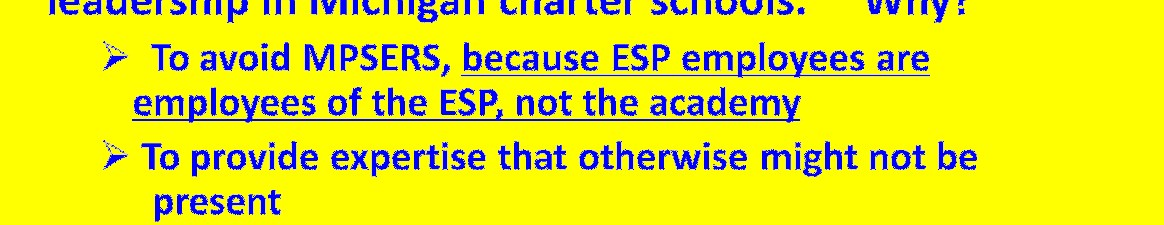 leadership in Michigan charter schools. Why?
➢ To avoid MPSERS, because ESP employees are
employees of the ESP, not the academy
➢ To provide expertise that otherwise might not be
present